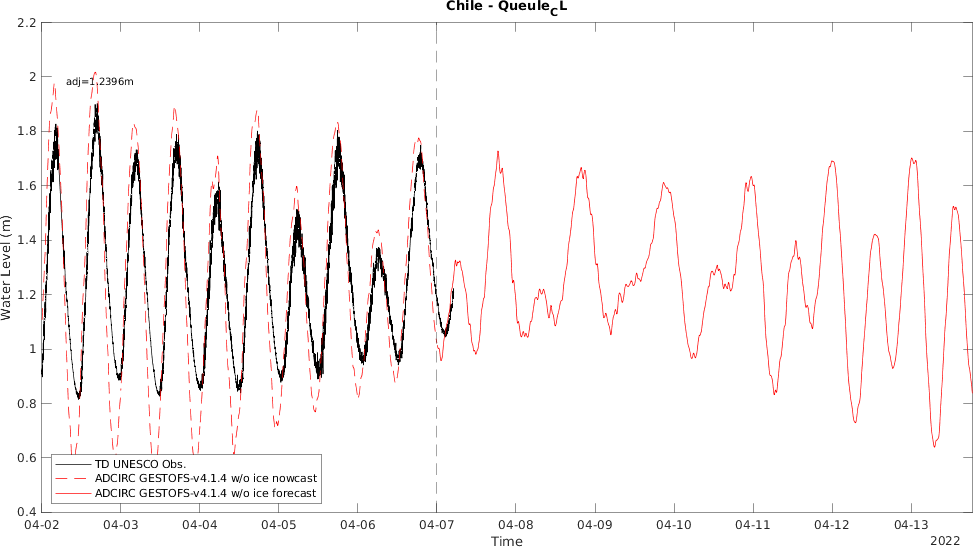 Chile - Queule_CL
2.2
2
1.8
1.6
1.4
1.2
1
0.8
0.6
0.4
Water Level (m)
adj=1.2396m
TD UNESCO Obs.
ADCIRC GESTOFS-v4.1.4 w/o ice nowcast
ADCIRC GESTOFS-v4.1.4 w/o ice forecast
04-02 04-03 04-04 04-05 04-06 04-07 04-08 04-09 04-10 04-11 04-12 04-13
Time
2022